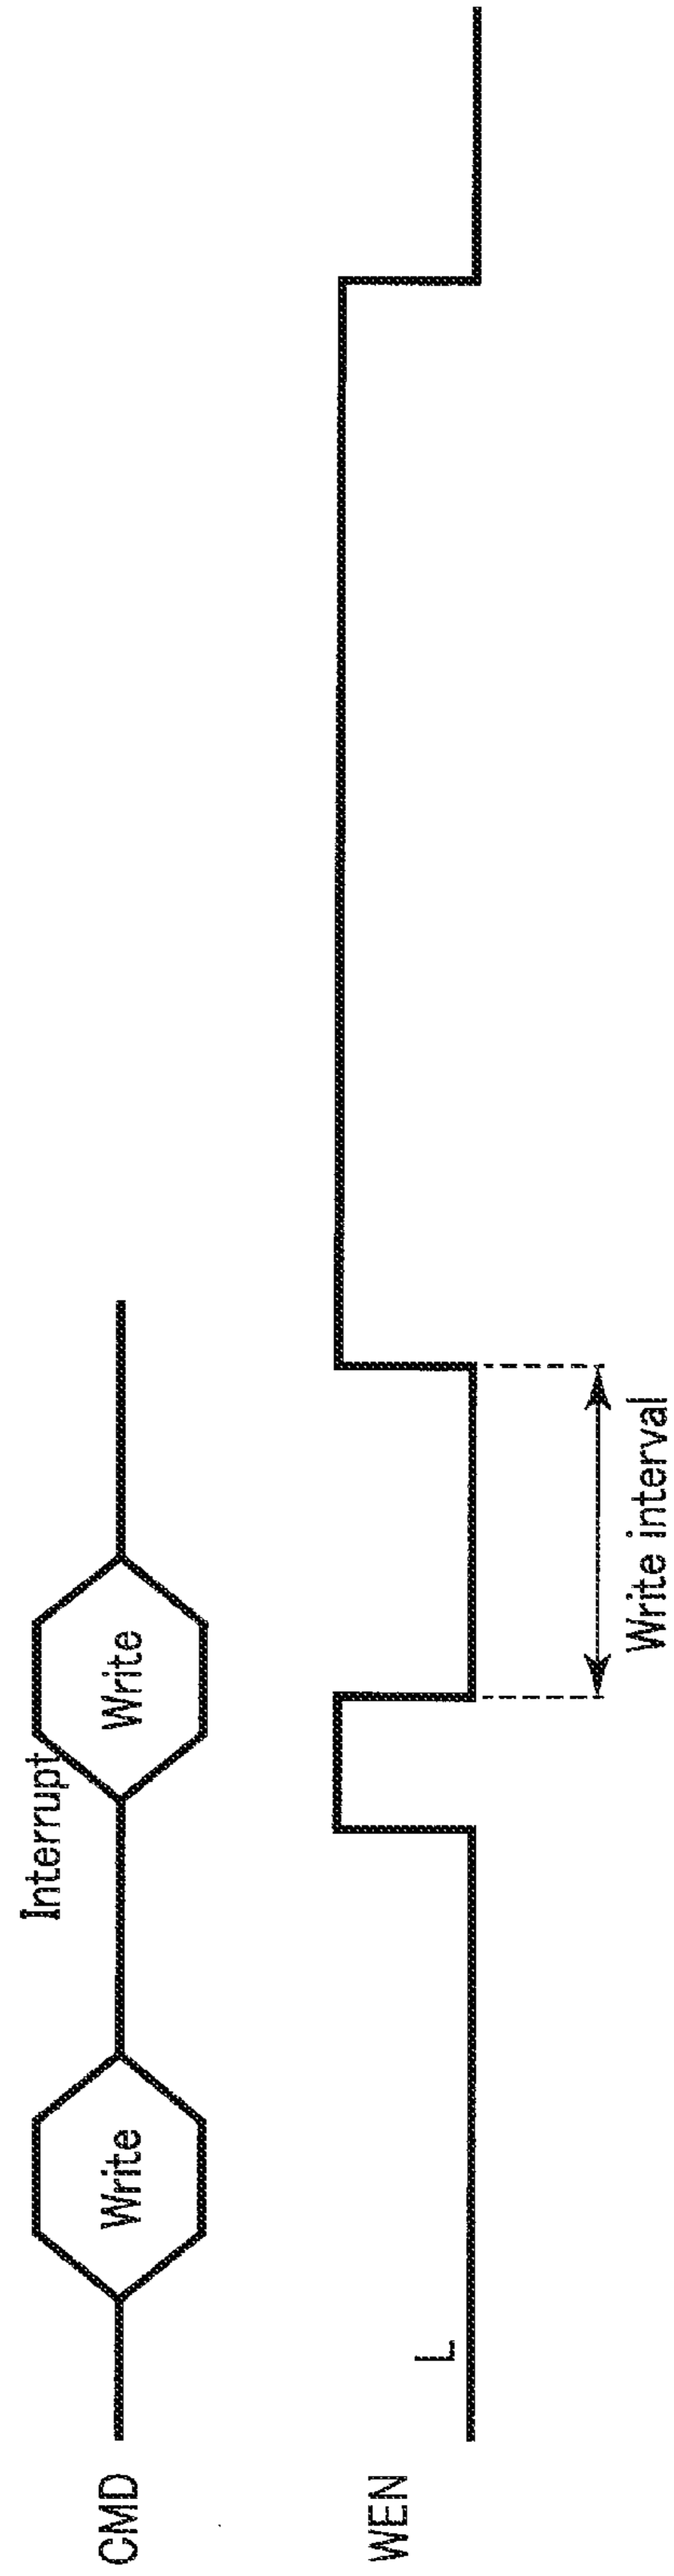 CMD
Write
Interrupt
Write
WEN
L
Write interval